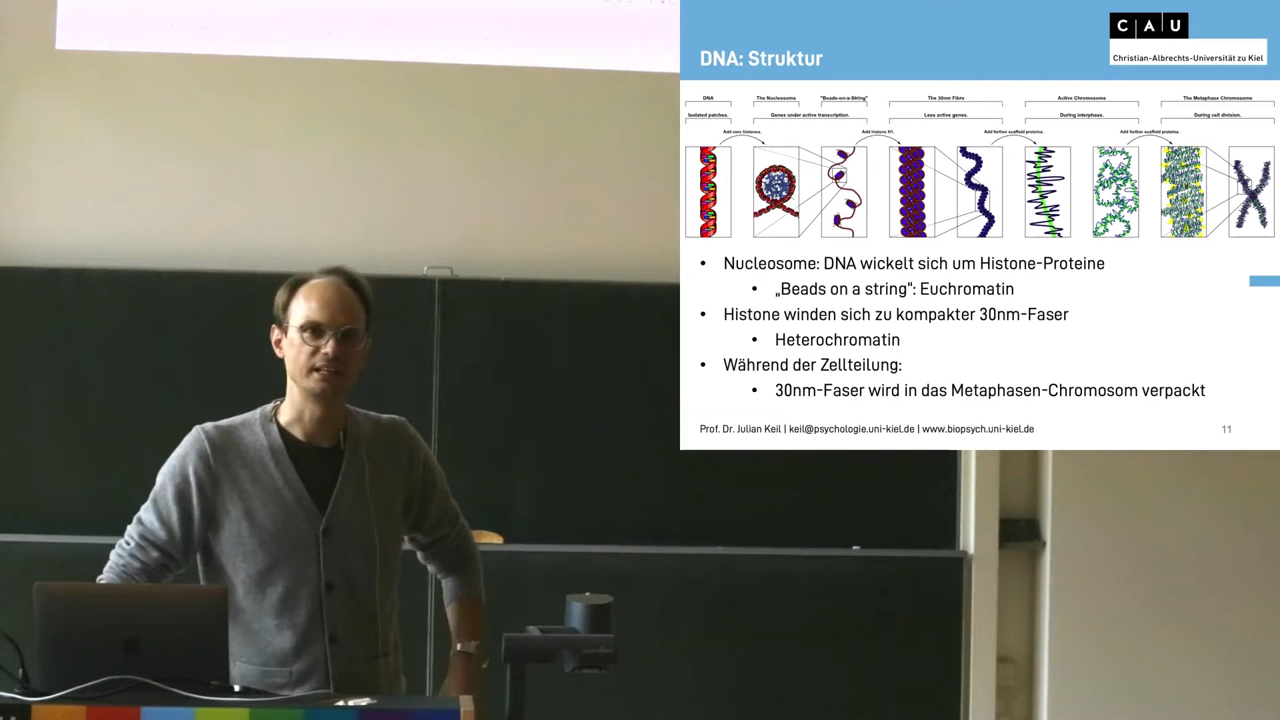 CAU
Christian-Albrechts-Universität zu Kiel
DNA: Struktur
DNA
The Nucleosome
"Beads-on-a-String"
The 30nm Fibre
Active Chromosome
The Metaphase Chromosome
Isolated patches.
Genes under active transcription.
Less active genes.
During interphase.
During cell division.
Add core histones.
Add histone H1.
Add further scaffold proteins.
Add further scaffold proteins.
• Nucleosome: DNA wickelt sich um Histone-Proteine
• „Beads on a string“: Euchromatin
• Histone winden sich zu kompakter 30nm-Faser
• Heterochromatin
• Während der Zellteilung:
• 30nm-Faser wird in das Metaphasen-Chromosom verpackt
Prof. Dr. Julian Keil | keil@psychologie.uni-kiel.de | www.biopsych.uni-kiel.de
11